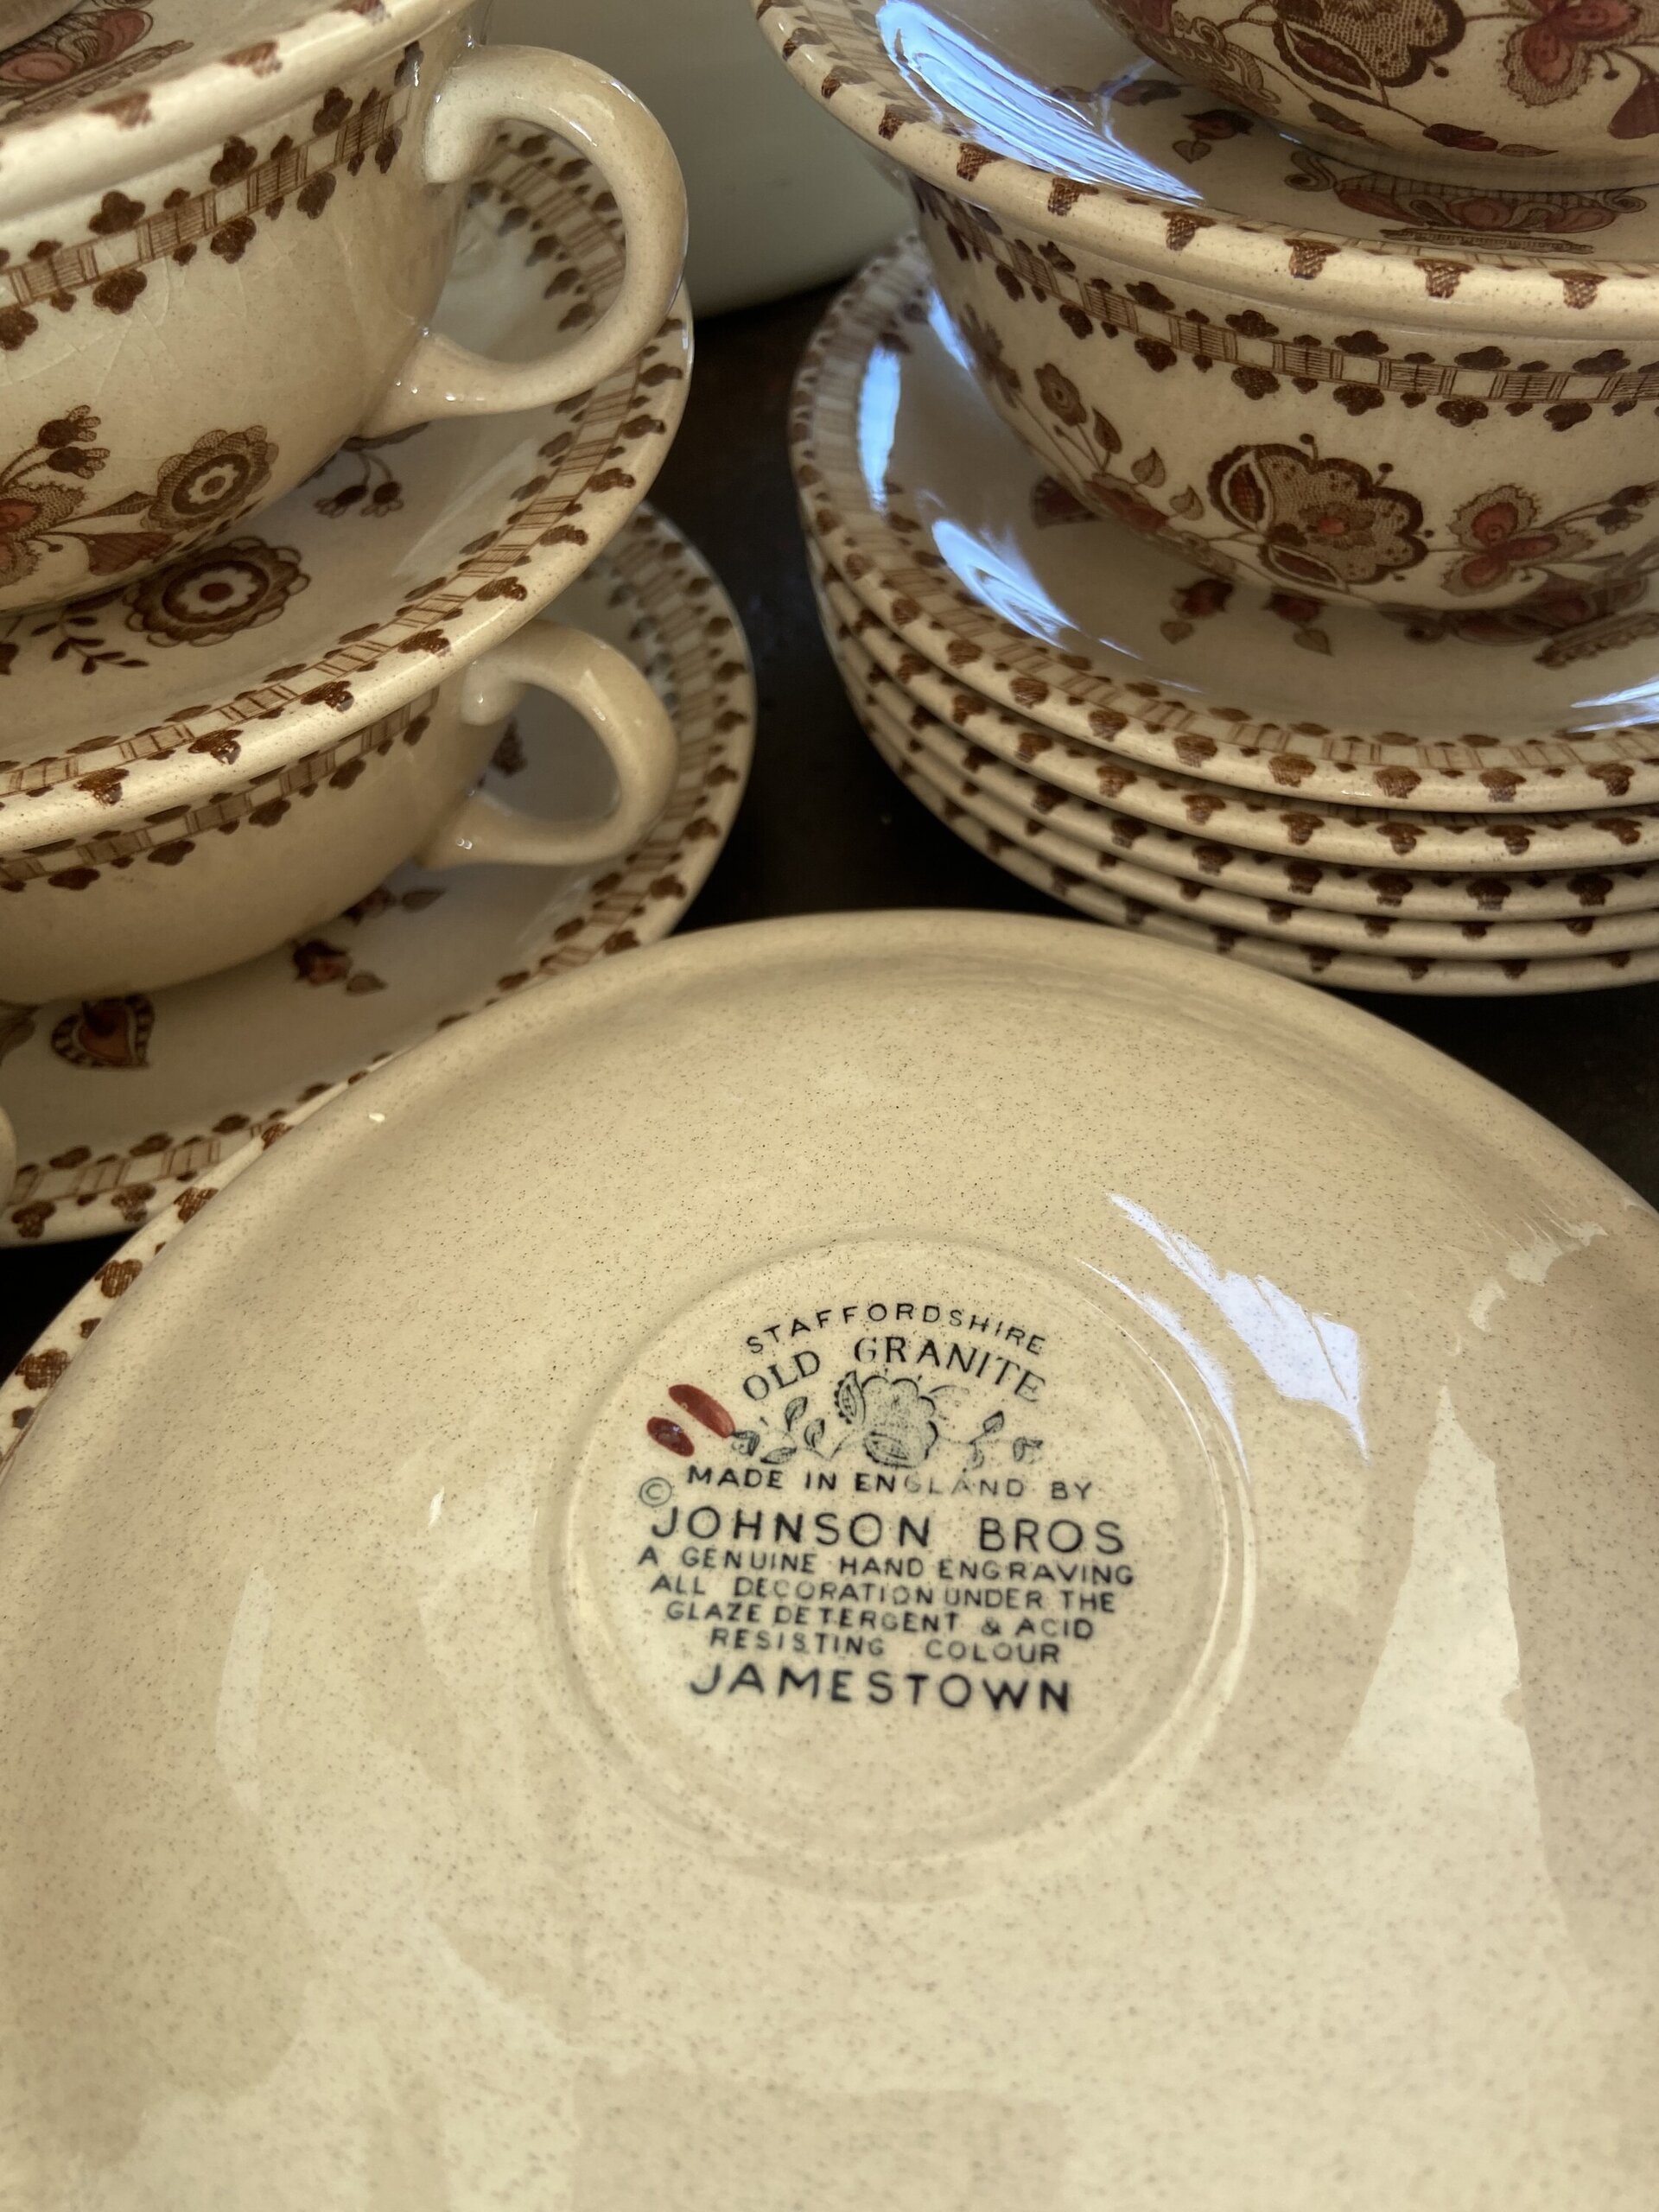 STAFFORDSHIRE
OLD GRANITE
MADE IN ENGLAND BY
©
JOHNSON BROS
A GENUINE HAND ENGRAVING
ALL DECORATION UNDER THE
GLAZE DETERGENT & ACID
RESISTING COLOUR
JAMESTOWN